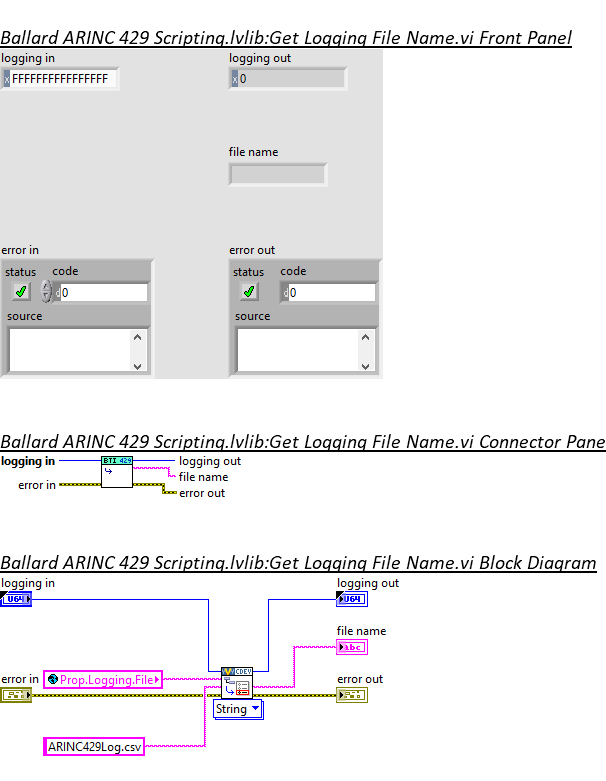 Ballard ARINC 429 Scripting.lvlib:Get Logging File Name.vi Front Panel
logging in
logging out
x FFFFFFFFFFFFFFFF
x 0
file name
error in
error out
status code
status code
d 0
d 0
source
source
Ballard ARINC 429 Scripting.lvlib:Get Logging File Name.vi Connector Pane
logging in
BTI 429
logging out
file name
error in
error out
Ballard ARINC 429 Scripting.lvlib:Get Logging File Name.vi Block Diagram
logging in
logging out
U64
U64
file name
abc
error in
Prop.Logging.File
CDEV
error out
String
ARINC429Log.csv